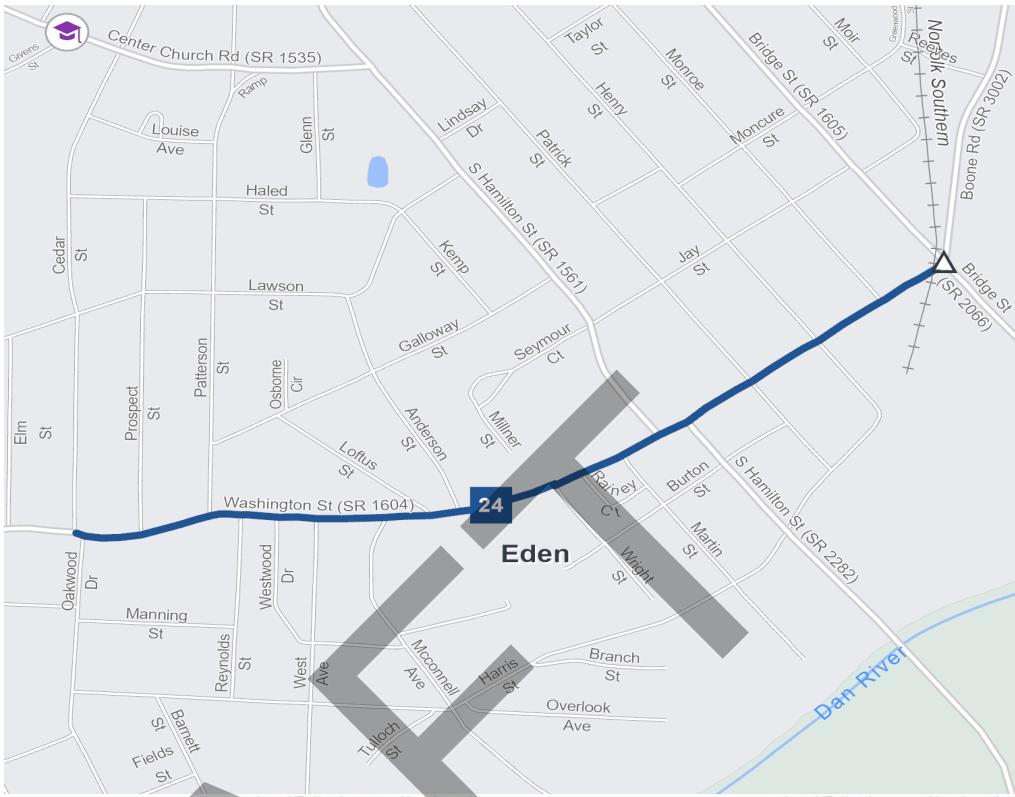 Givens
St
Center Church Rd (SR 1535)
Ramp
Taylor
St
Monroe
St
Bridge St (SR 1605)
Moir
St
Greenwood
St
Reeves
St
Norfolk Southern
Boone Rd (SR 3002)
Louise
Ave
Glenn
St
Lindsay
Dr
Henry
St
Patrick
St
Moncure
St
Haled
St
S Hamilton St (SR 1561)
Cedar
St
Kemp
St
Jay
St
Bridge St
(SR 2066)
Lawson
St
Galloway
St
Seymour
Ct
Patterson
St
Osborne
Cir
Prospect
St
Elm
St
Anderson
St
Millner
St
Loftus
St
Washington St (SR 1604)
24
Rainey
Ct
Burton
St
S Hamilton St (SR 2282)
Eden
Wright
St
Martin
St
Oakwood
Dr
Westwood
Dr
Manning
St
Reynolds
St
West
Ave
Mcconnell
Ave
Harris
St
Branch
St
Dan River
Overlook
Ave
Barnett
St
Tulloch
St
Fields
St